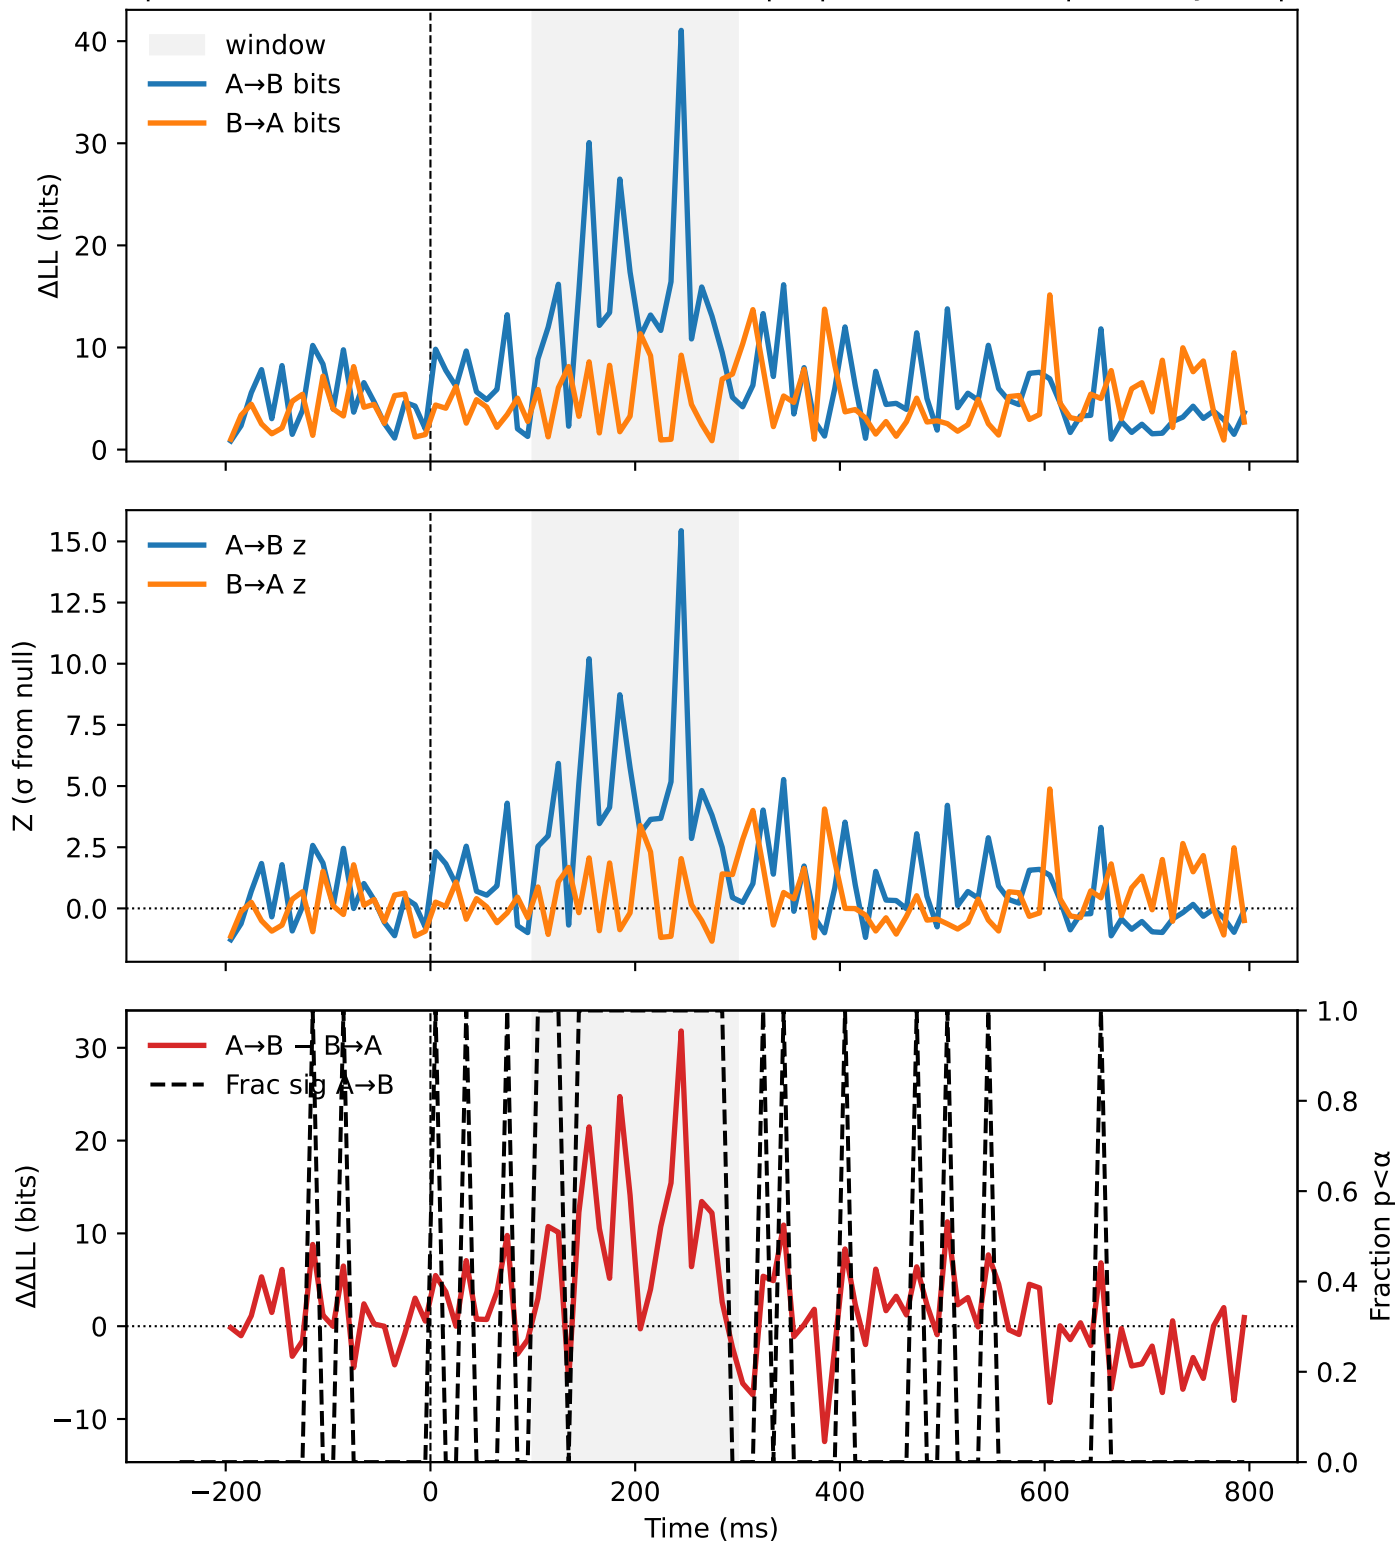 window
A→B bits
B→A bits
ΔLL (bits)
40
30
20
10
0
A→B z
B→A z
Z (σ from null)
15.0
12.5
10.0
7.5
5.0
2.5
0.0
A→B − B→A
Frac sig A→B
ΔΔLL (bits)
30
20
10
0
−10
1.0
0.8
0.6
0.4
0.2
0.0
Fraction p<α
−200
0
200
400
600
800
Time (ms)